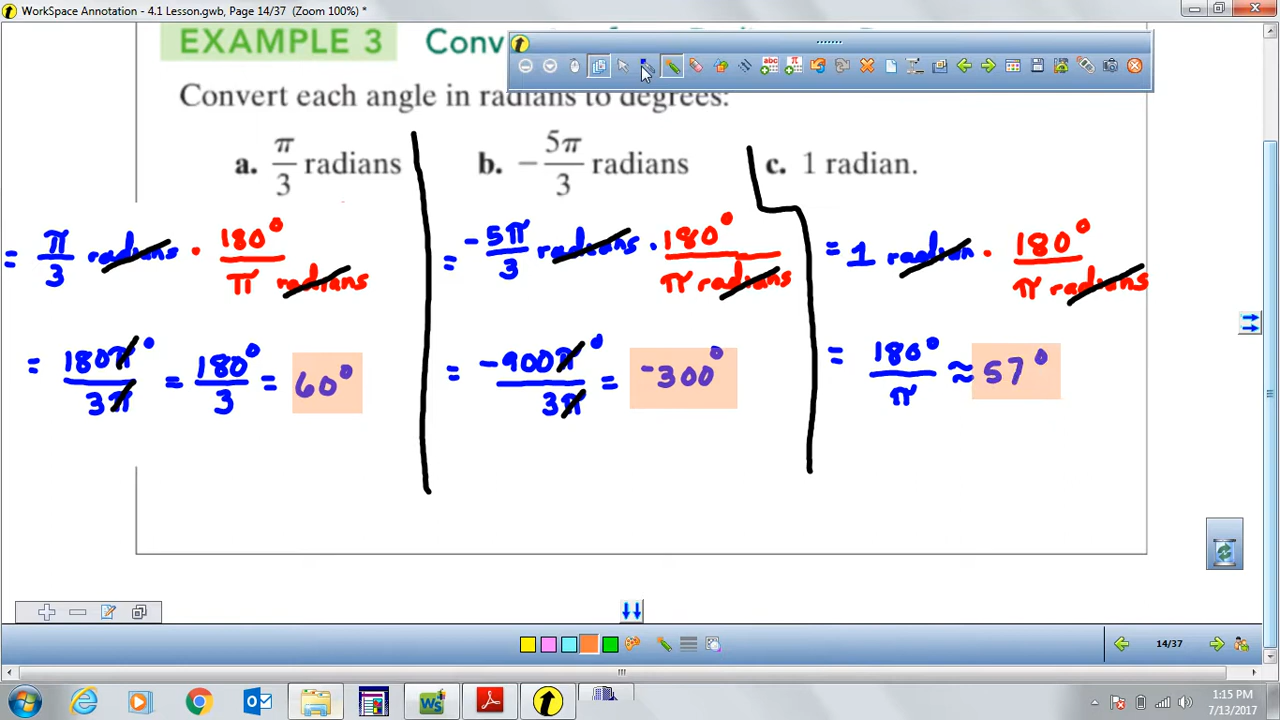 WorkSpace Annotation - 4.1 Lesson.gwb, Page 14/37 (Zoom 100%) *
EXAMPLE 3
Convert each angle in radians to degrees:
a. π/3 radians
b. −5π/3 radians
c. 1 radian.
= π/3 radians · 180°/π radians
= 180π°/3π = 180°/3 = 60°
= -5π/3 radians · 180°/π radians
= -900π°/3π = -300°
= 1 radian · 180°/π radians
= 180°/π ≈ 57°
14/37
1:15 PM
7/13/2017